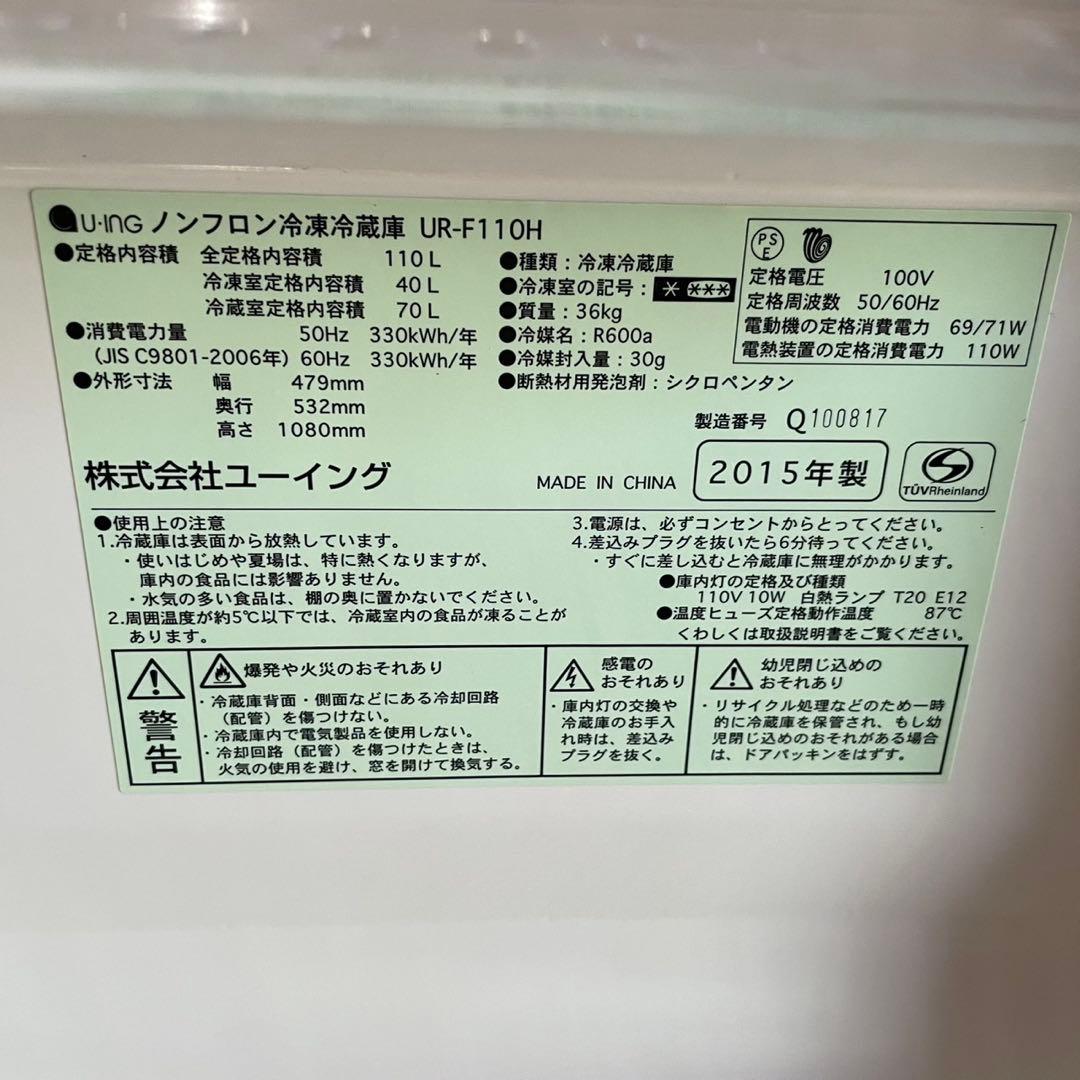 U·ING ノンフロン冷凍冷蔵庫 UR-F110H
●定格内容積 全定格内容積 110 L
冷凍室定格内容積 40 L
冷蔵室定格内容積 70 L
●消費電力量 50Hz 330kWh/年
(JIS C9801-2006年) 60Hz 330kWh/年
●外形寸法 幅 479mm
奥行 532mm
高さ 1080mm
●種類:冷凍冷蔵庫
●冷凍室の記号:
●質量:36kg
●冷媒名:R600a
●冷媒封入量:30g
●断熱材用発泡剤:シクロペンタン
PSE
定格電圧 100V
定格周波数 50/60Hz
電動機の定格消費電力 69/71W
電熱装置の定格消費電力 110W
製造番号 Q100817
株式会社ユーイング
MADE IN CHINA
2015年製
TÜVRheinland
●使用上の注意
1.冷蔵庫は表面から放熱しています。
・使いはじめや夏場は、特に熱くなりますが、
庫内の食品には影響ありません。
・水気の多い食品は、棚の奥に置かないでください。
2.周囲温度が約5℃以下では、冷蔵室内の食品が凍ることが
あります。
3.電源は、必ずコンセントからとってください。
4.差込みプラグを抜いたら6分待ってください。
・すぐに差し込むと冷蔵庫に無理がかかります。
●庫内灯の定格及び種類
110V 10W 白熱ランプ T20 E12
●温度ヒューズ定格動作温度 87℃
くわしくは取扱説明書をご覧ください。
警告
爆発や火災のおそれあり
・冷蔵庫背面・側面などにある冷却回路
(配管)を傷つけない。
・冷蔵庫内で電気製品を使用しない。
・冷却回路(配管)を傷つけたときは、
火気の使用を避け、窓を開けて換気する。
感電の
おそれあり
・庫内灯の交換や
冷蔵庫のお手入
れ時は、差込み
プラグを抜く。
幼児閉じ込めの
おそれあり
・リサイクル処理などのため一時
的に冷蔵庫を保管され、もし幼
児閉じ込めのおそれがある場合
は、ドアパッキンをはずす。